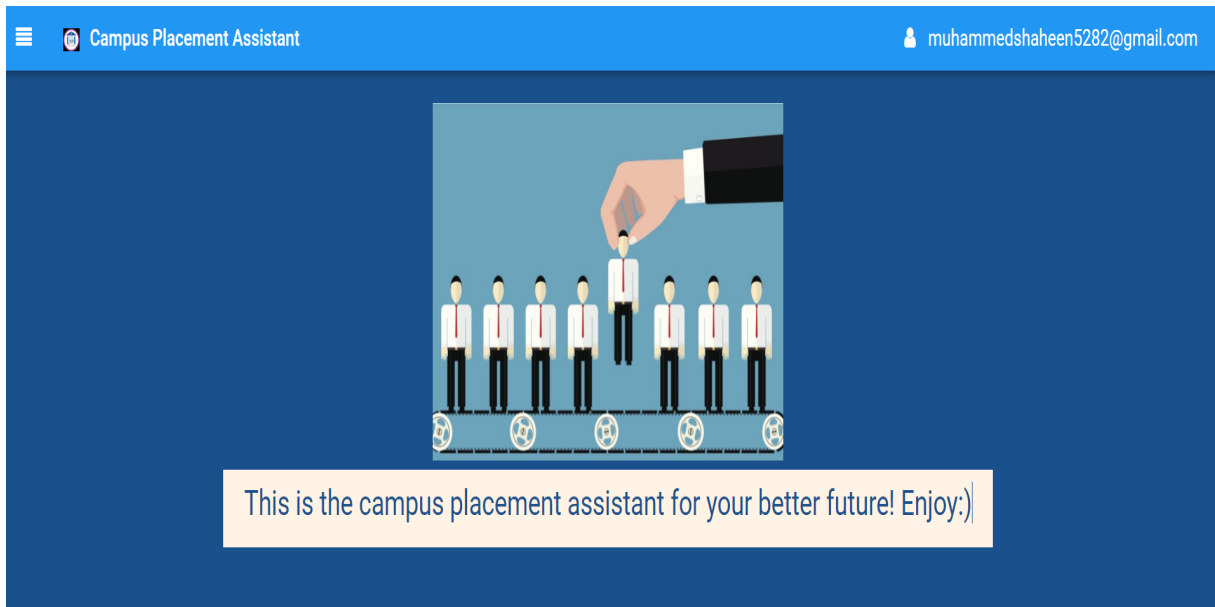 Campus Placement Assistant
muhammedshaheen5282@gmail.com
This is the campus placement assistant for your better future! Enjoy:)